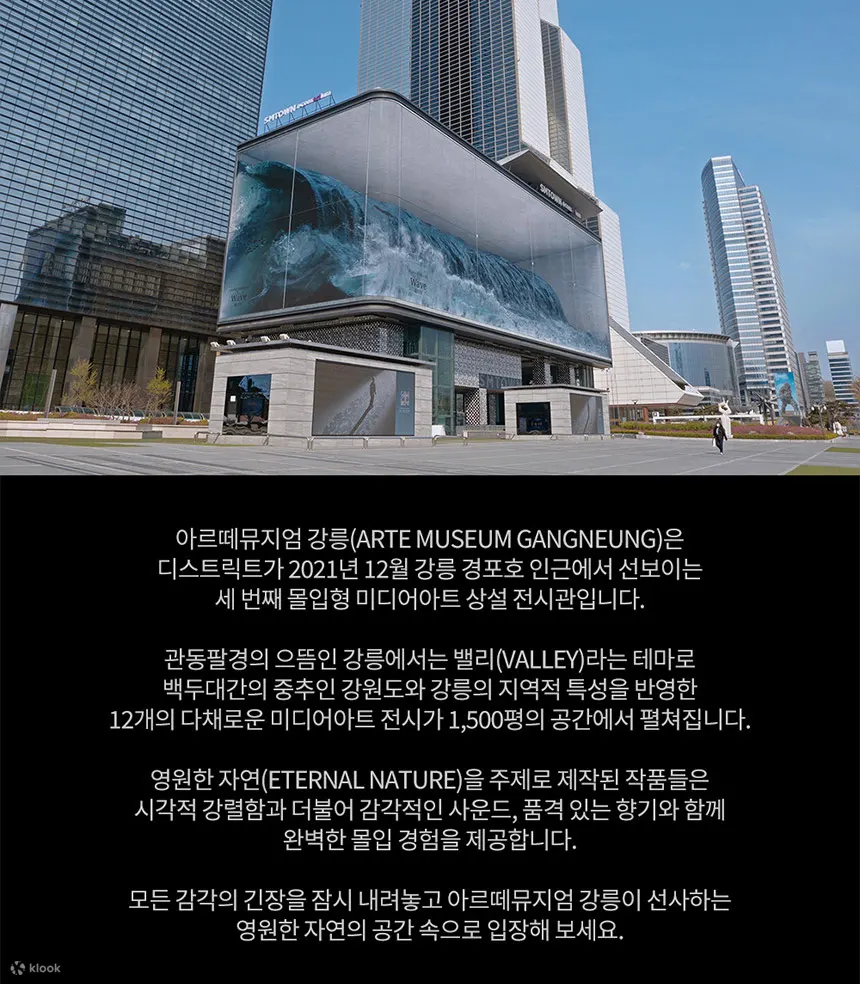 SMTOWN
SMTOWN
Wave
Wave
아르떼뮤지엄 강릉(ARTE MUSEUM GANGNEUNG)은
디스트릭트가 2021년 12월 강릉 경포호 인근에서 선보이는
세 번째 몰입형 미디어아트 상설 전시관입니다.
관동팔경의 으뜸인 강릉에서는 밸리(VALLEY)라는 테마로
백두대간의 중추인 강원도와 강릉의 지역적 특성을 반영한
12개의 다채로운 미디어아트 전시가 1,500평의 공간에서 펼쳐집니다.
영원한 자연(ETERNAL NATURE)을 주제로 제작된 작품들은
시각적 강렬함과 더불어 감각적인 사운드, 품격 있는 향기와 함께
완벽한 몰입 경험을 제공합니다.
모든 감각의 긴장을 잠시 내려놓고 아르떼뮤지엄 강릉이 선사하는
영원한 자연의 공간 속으로 입장해 보세요.
klook